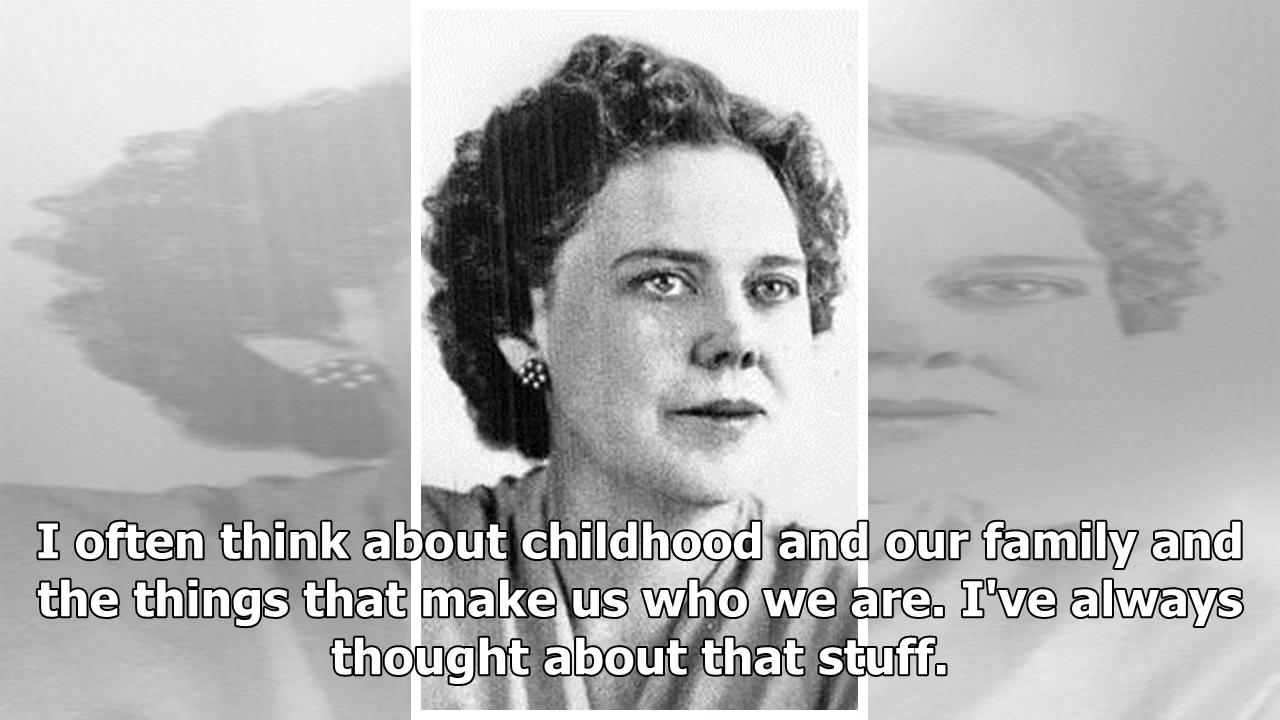 I often think about childhood and our family and
the things that make us who we are. I've always
thought about that stuff.